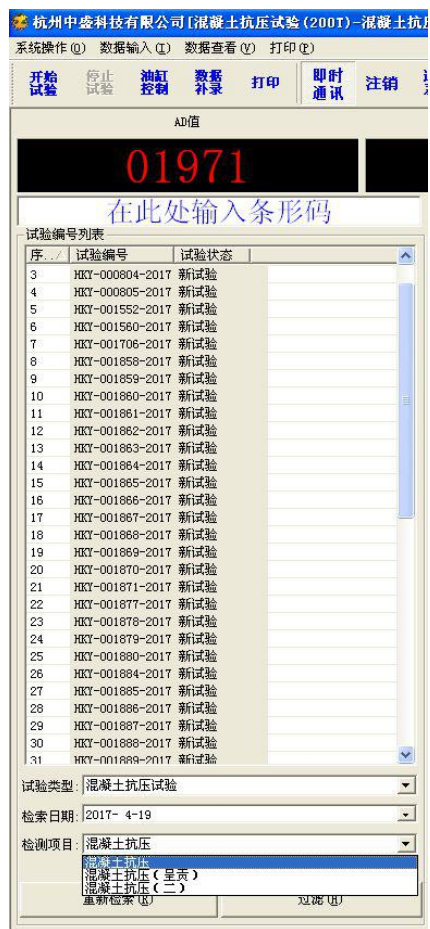 杭州中盛科技有限公司[混凝土抗压试验(200T)-混凝土抗压
系统操作(Q) 数据输入(I) 数据查看(V) 打印(P)
开始试验 停止试验 油缸控制 数据补录 打印 即时通讯 注销
AD值
01971
在此处输入条形码
试验编号列表
序../ 试验编号 试验状态
3 HKY-000804-2017 新试验
4 HKY-000805-2017 新试验
5 HKY-001552-2017 新试验
6 HKY-001560-2017 新试验
7 HKY-001706-2017 新试验
8 HKY-001858-2017 新试验
9 HKY-001859-2017 新试验
10 HKY-001860-2017 新试验
11 HKY-001861-2017 新试验
12 HKY-001862-2017 新试验
13 HKY-001863-2017 新试验
14 HKY-001864-2017 新试验
15 HKY-001865-2017 新试验
16 HKY-001866-2017 新试验
17 HKY-001867-2017 新试验
18 HKY-001868-2017 新试验
19 HKY-001869-2017 新试验
20 HKY-001870-2017 新试验
21 HKY-001871-2017 新试验
22 HKY-001877-2017 新试验
23 HKY-001878-2017 新试验
24 HKY-001879-2017 新试验
25 HKY-001880-2017 新试验
26 HKY-001884-2017 新试验
27 HKY-001885-2017 新试验
28 HKY-001886-2017 新试验
29 HKY-001887-2017 新试验
30 HKY-001888-2017 新试验
31 HKY-001889-2017 新试验
试验类型: 混凝土抗压试验
检索日期: 2017- 4-19
检测项目: 混凝土抗压
混凝土抗压
混凝土抗压(呈贡)
混凝土抗压(二)
重新检索(R) 过滤(H)